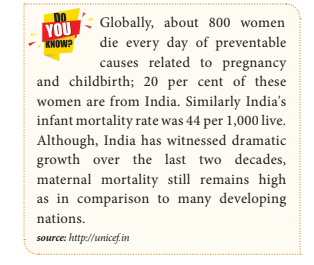 DO
YOU
KNOW?
Globally, about 800 women
die every day of preventable
causes related to pregnancy
and childbirth; 20 per cent of these
women are from India. Similarly India's
infant mortality rate was 44 per 1,000 live.
Although, India has witnessed dramatic
growth over the last two decades,
maternal mortality still remains high
as in comparison to many developing
nations.
source: http://unicef.in